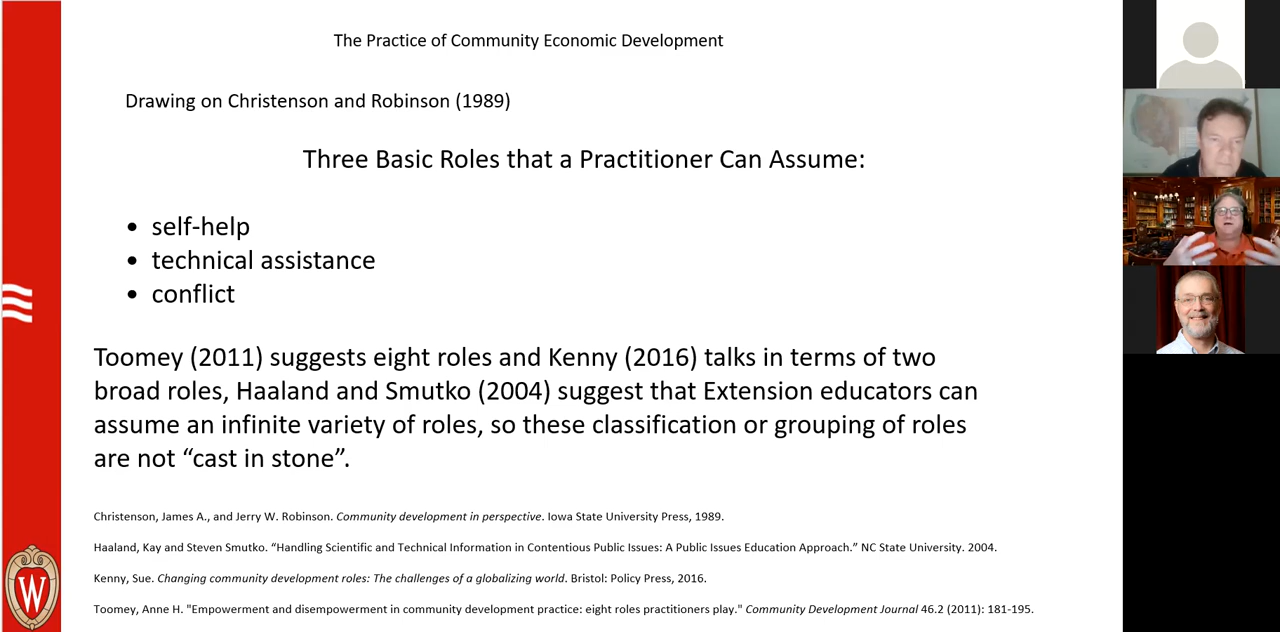 The Practice of Community Economic Development
Drawing on Christenson and Robinson (1989)
Three Basic Roles that a Practitioner Can Assume:
• self-help
• technical assistance
• conflict
Toomey (2011) suggests eight roles and Kenny (2016) talks in terms of two
broad roles, Haaland and Smutko (2004) suggest that Extension educators can
assume an infinite variety of roles, so these classification or grouping of roles
are not “cast in stone”.
Christenson, James A., and Jerry W. Robinson. Community development in perspective. Iowa State University Press, 1989.
Haaland, Kay and Steven Smutko. “Handling Scientific and Technical Information in Contentious Public Issues: A Public Issues Education Approach.” NC State University. 2004.
Kenny, Sue. Changing community development roles: The challenges of a globalizing world. Bristol: Policy Press, 2016.
Toomey, Anne H. "Empowerment and disempowerment in community development practice: eight roles practitioners play." Community Development Journal 46.2 (2011): 181-195.
W